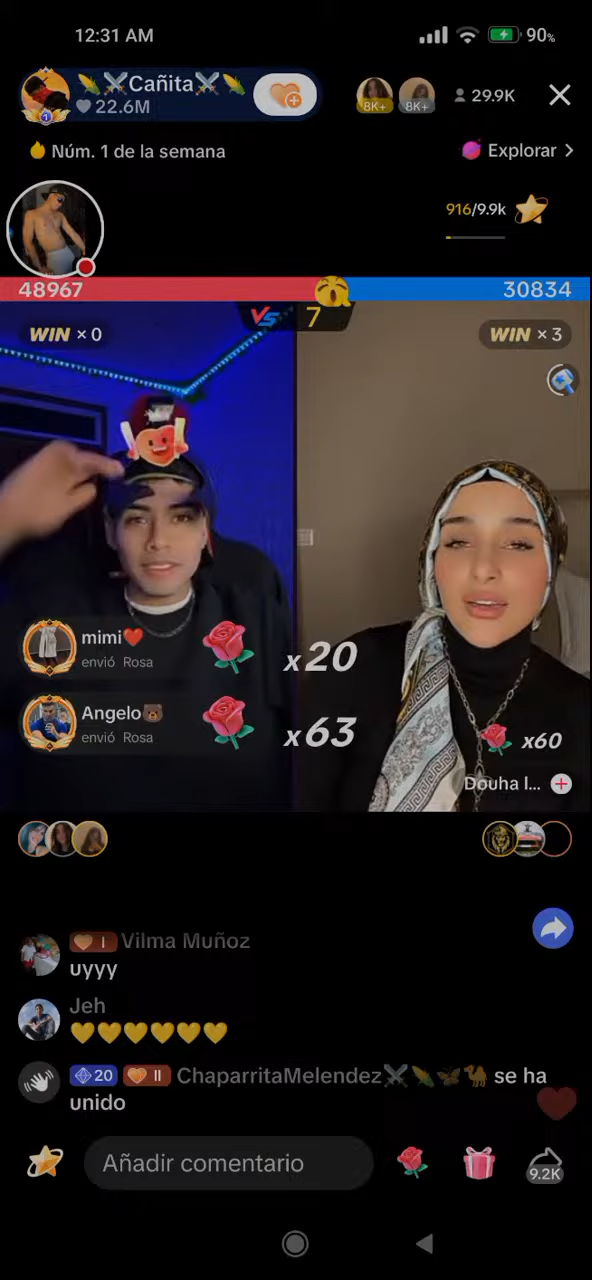 12:31 AM
90%
🌽⚔️Cañita⚔️🌽
22.6M
8K+
8K+
29.9K
Núm. 1 de la semana
Explorar
916/9.9k
48967
30834
VS 7
WIN × 0
WIN × 3
mimi❤️
envió Rosa
x20
Angelo🐻
envió Rosa
x63
x60
Douha l...
I Vilma Muñoz
uyyy
Jeh
💛💛💛💛💛💛
20 II ChaparritaMelendez⚔️🌽🦋🐪 se ha
unido
Añadir comentario
9.2K